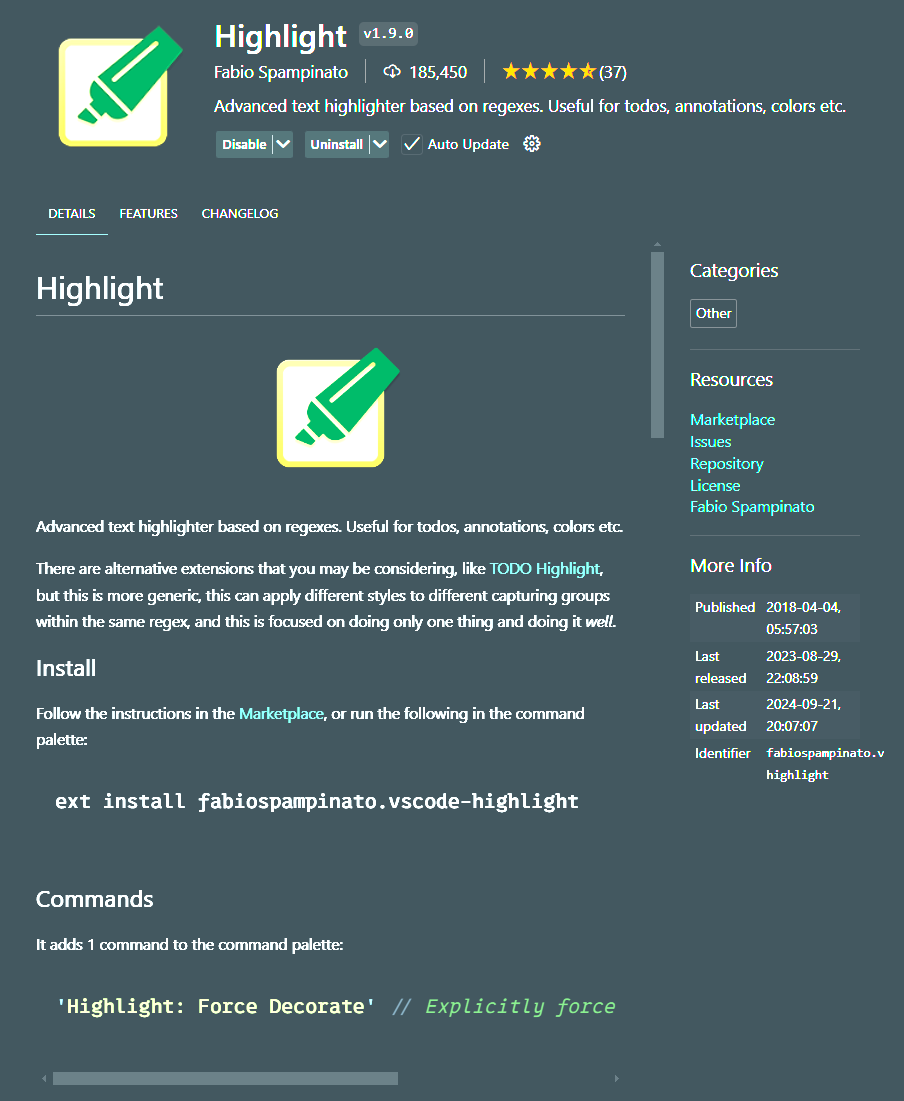 Highlight v1.9.0
Fabio Spampinato 185,450 (37)
Advanced text highlighter based on regexes. Useful for todos, annotations, colors etc.
Disable Uninstall Auto Update
DETAILS FEATURES CHANGELOG
Highlight
Advanced text highlighter based on regexes. Useful for todos, annotations, colors etc.
There are alternative extensions that you may be considering, like TODO Highlight,
but this is more generic, this can apply different styles to different capturing groups
within the same regex, and this is focused on doing only one thing and doing it well.
Install
Follow the instructions in the Marketplace, or run the following in the command
palette:
ext install fabiospampinato.vscode-highlight
Commands
It adds 1 command to the command palette:
'Highlight: Force Decorate' // Explicitly force
Categories
Other
Resources
Marketplace
Issues
Repository
License
Fabio Spampinato
More Info
Published 2018-04-04,
05:57:03
Last 2023-08-29,
released 22:08:59
Last 2024-09-21,
updated 20:07:07
Identifier fabiospampinato.v
highlight